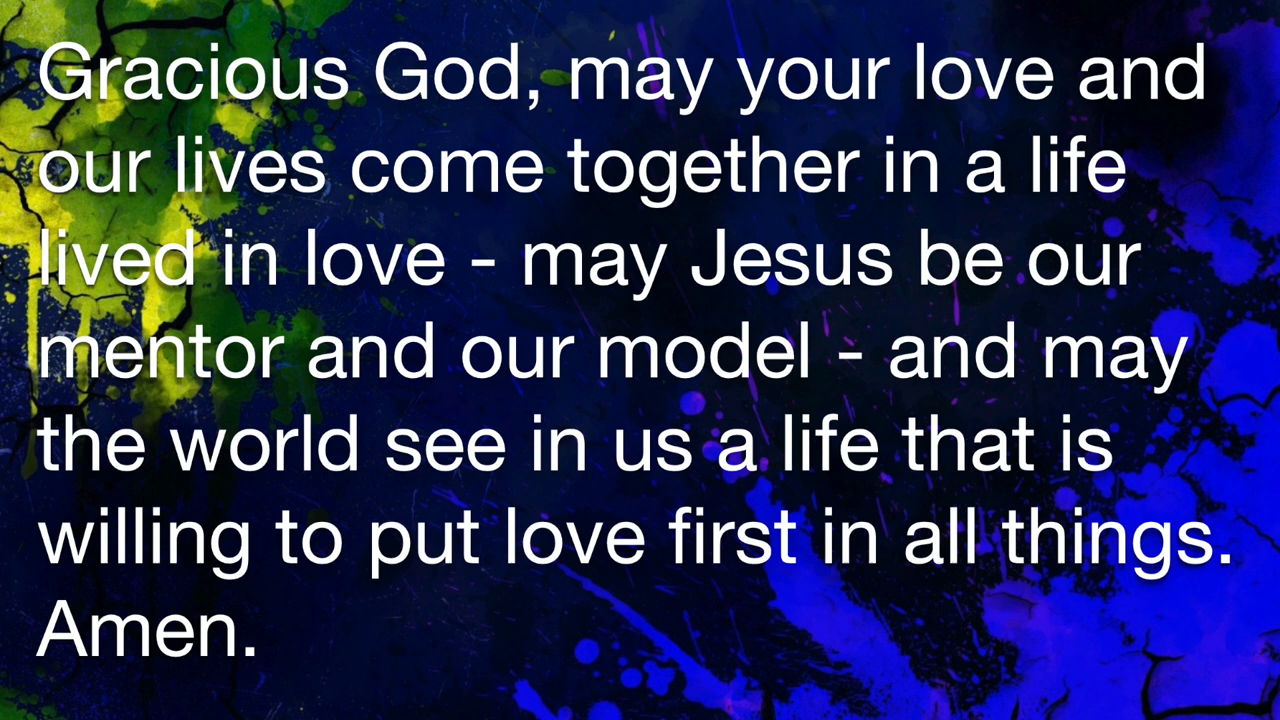 Gracious God, may your love and
our lives come together in a life
lived in love - may Jesus be our
mentor and our model - and may
the world see in us a life that is
willing to put love first in all things.
Amen.